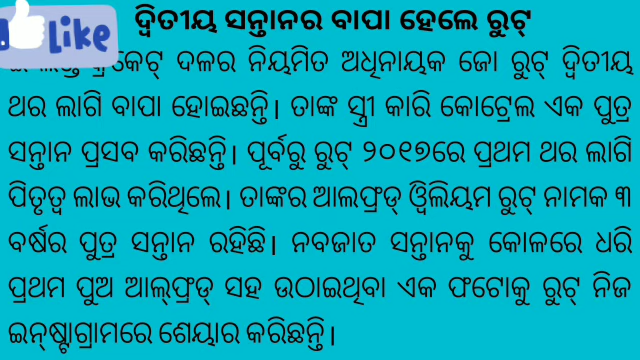 ଦ୍ୱିତୀୟ ସନ୍ତାନର ବାପା ହେଲେ ରୁଟ୍
Like
କ୍ରିକେଟ୍ ଦଳର ନିୟମିତ ଅଧିନାୟକ ଜୋ ରୁଟ୍ ଦ୍ୱିତୀୟ
ଥର ଲାଗି ବାପା ହୋଇଛନ୍ତି। ତାଙ୍କ ସ୍ତ୍ରୀ କାରି କୋଟ୍ରେଲ ଏକ ପୁତ୍ର
ସନ୍ତାନ ପ୍ରସବ କରିଛନ୍ତି। ପୂର୍ବରୁ ରୁଟ୍ ୨୦୧୭ରେ ପ୍ରଥମ ଥର ଲାଗି
ପିତୃତ୍ୱ ଲାଭ କରିଥିଲେ। ତାଙ୍କର ଆଲଫ୍ରଡ୍ ୱିଲିୟମ ରୁଟ୍ ନାମକ ୩
ବର୍ଷର ପୁତ୍ର ସନ୍ତାନ ରହିଛି। ନବଜାତ ସନ୍ତାନକୁ କୋଳରେ ଧରି
ପ୍ରଥମ ପୁଅ ଆଲ୍‌ଫ୍ରଡ୍ ସହ ଉଠାଇଥିବା ଏକ ଫଟୋକୁ ରୁଟ୍ ନିଜ
ଇନ୍‌ଷ୍ଟାଗ୍ରାମରେ ଶେୟାର କରିଛନ୍ତି।